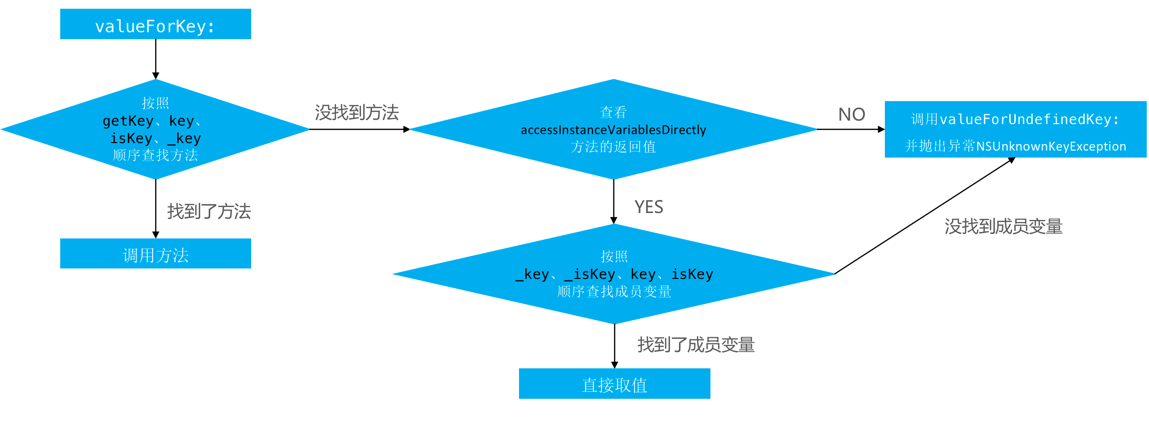 valueForKey:
按照
getKey、key、
isKey、_key
顺序查找方法
没找到方法
查看
accessInstanceVariablesDirectly
方法的返回值
NO
调用valueForUndefinedKey:
并抛出异常NSUnknownKeyException
找到了方法
调用方法
YES
按照
_key、_isKey、key、isKey
顺序查找成员变量
没找到成员变量
找到了成员变量
直接取值